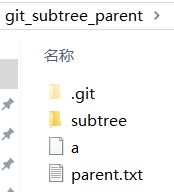 git_subtree_parent
名称
.git
subtree
a
parent.txt